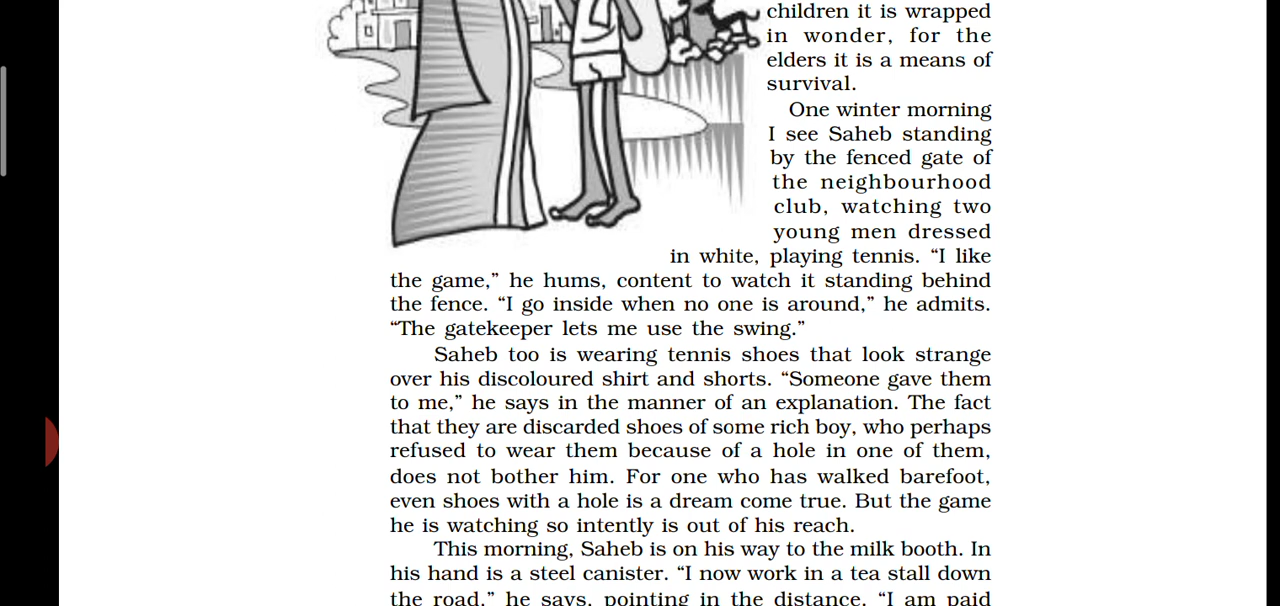 children it is wrapped
in wonder, for the
elders it is a means of
survival.
One winter morning
I see Saheb standing
by the fenced gate of
the neighbourhood
club, watching two
young men dressed
in white, playing tennis. “I like
the game,” he hums, content to watch it standing behind
the fence. “I go inside when no one is around,” he admits.
“The gatekeeper lets me use the swing.”
Saheb too is wearing tennis shoes that look strange
over his discoloured shirt and shorts. “Someone gave them
to me,” he says in the manner of an explanation. The fact
that they are discarded shoes of some rich boy, who perhaps
refused to wear them because of a hole in one of them,
does not bother him. For one who has walked barefoot,
even shoes with a hole is a dream come true. But the game
he is watching so intently is out of his reach.
This morning, Saheb is on his way to the milk booth. In
his hand is a steel canister. “I now work in a tea stall down
the road,” he says, pointing in the distance. “I am paid